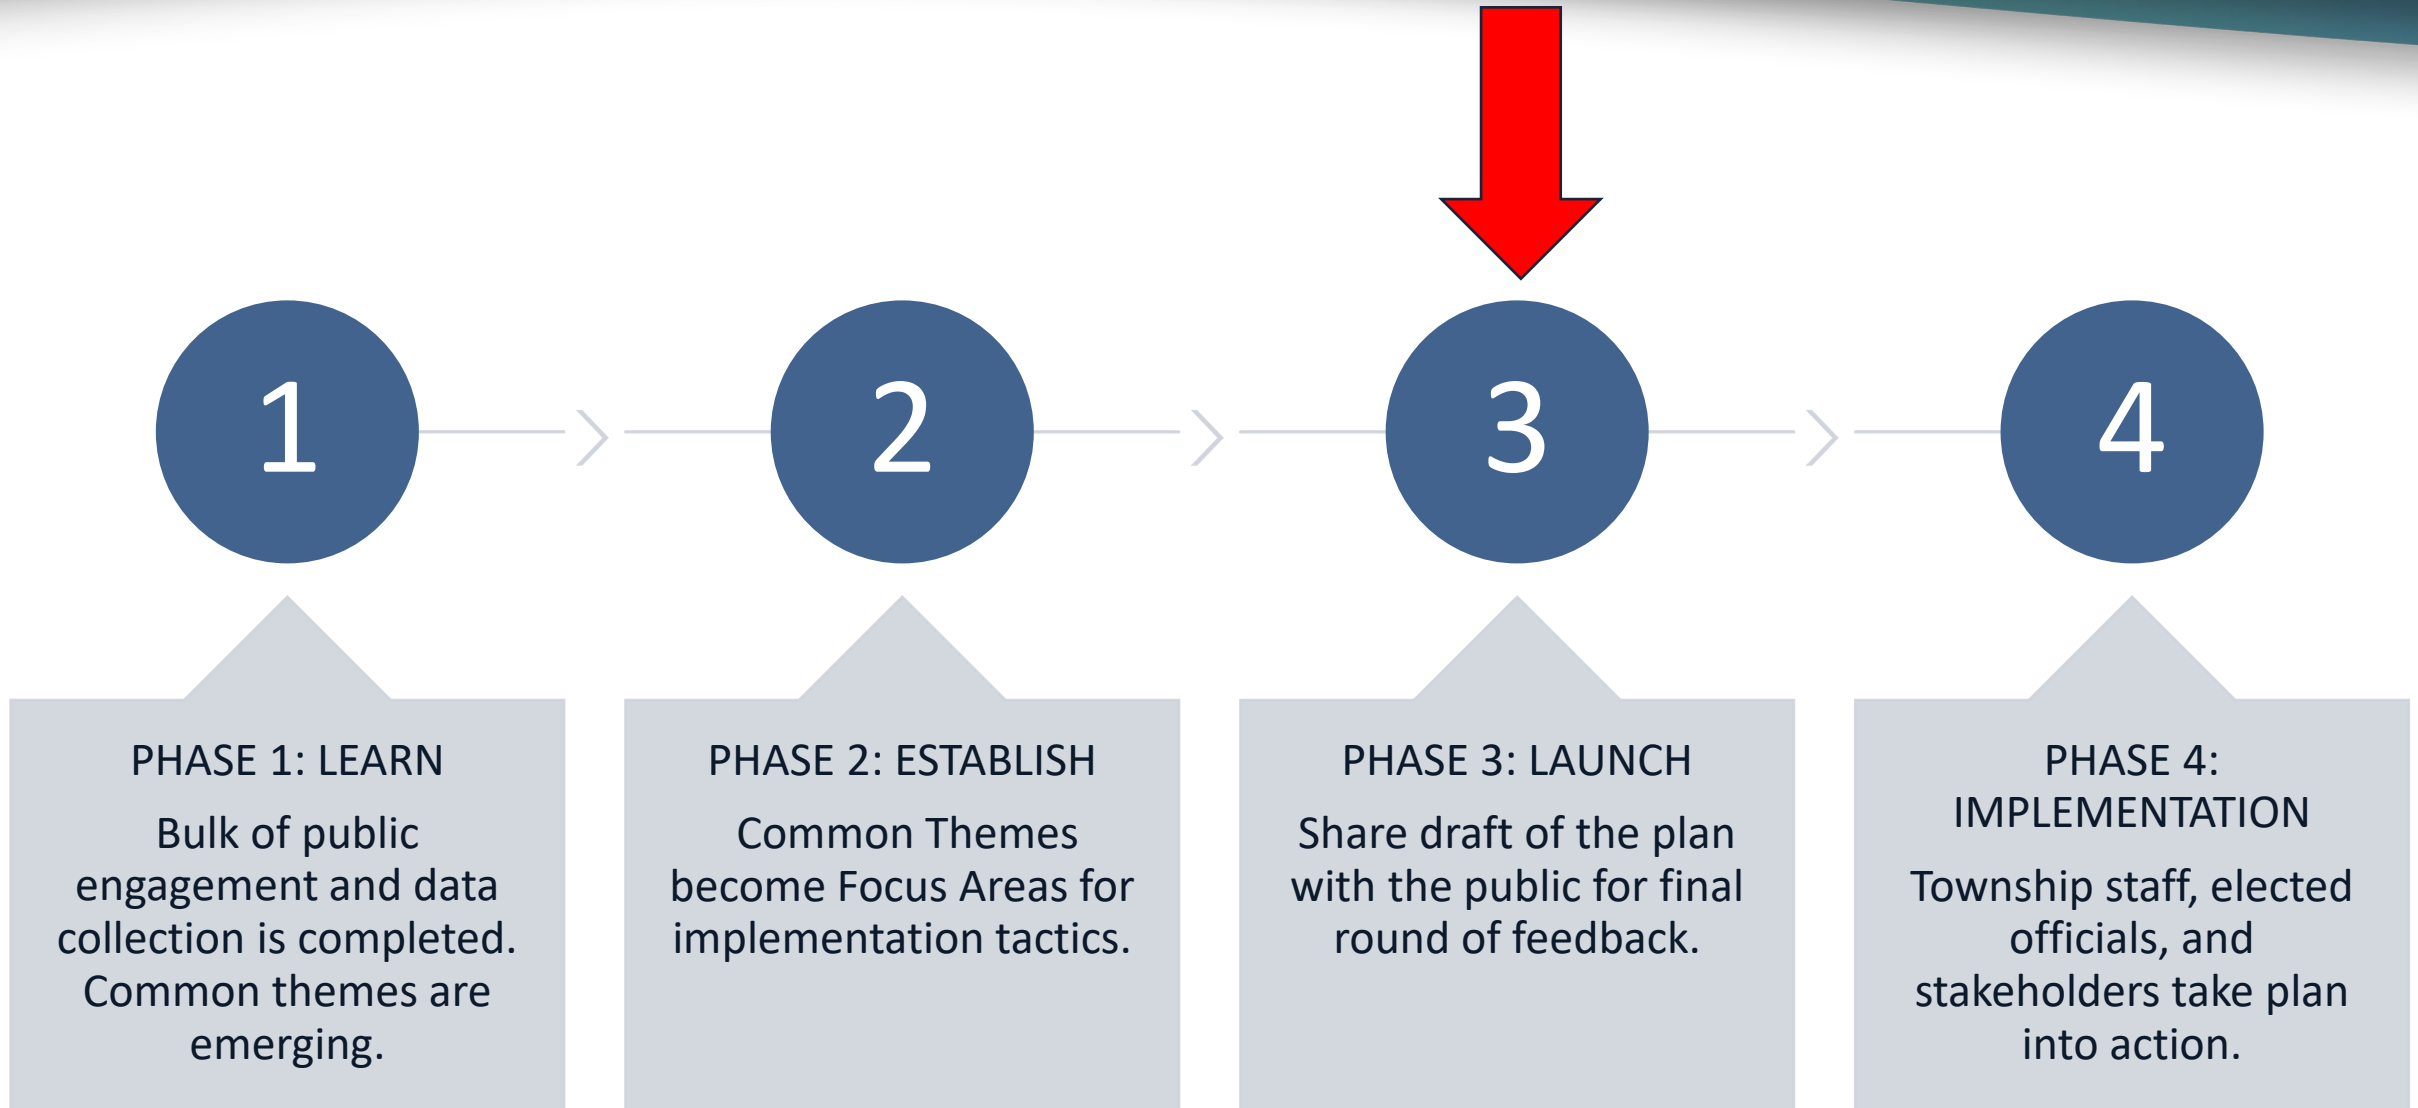 1
2
3
4
PHASE 1: LEARN
Bulk of public
engagement and data
collection is completed.
Common themes are
emerging.
PHASE 2: ESTABLISH
Common Themes
become Focus Areas for
implementation tactics.
PHASE 3: LAUNCH
Share draft of the plan
with the public for final
round of feedback.
PHASE 4:
IMPLEMENTATION
Township staff, elected
officials, and
stakeholders take plan
into action.